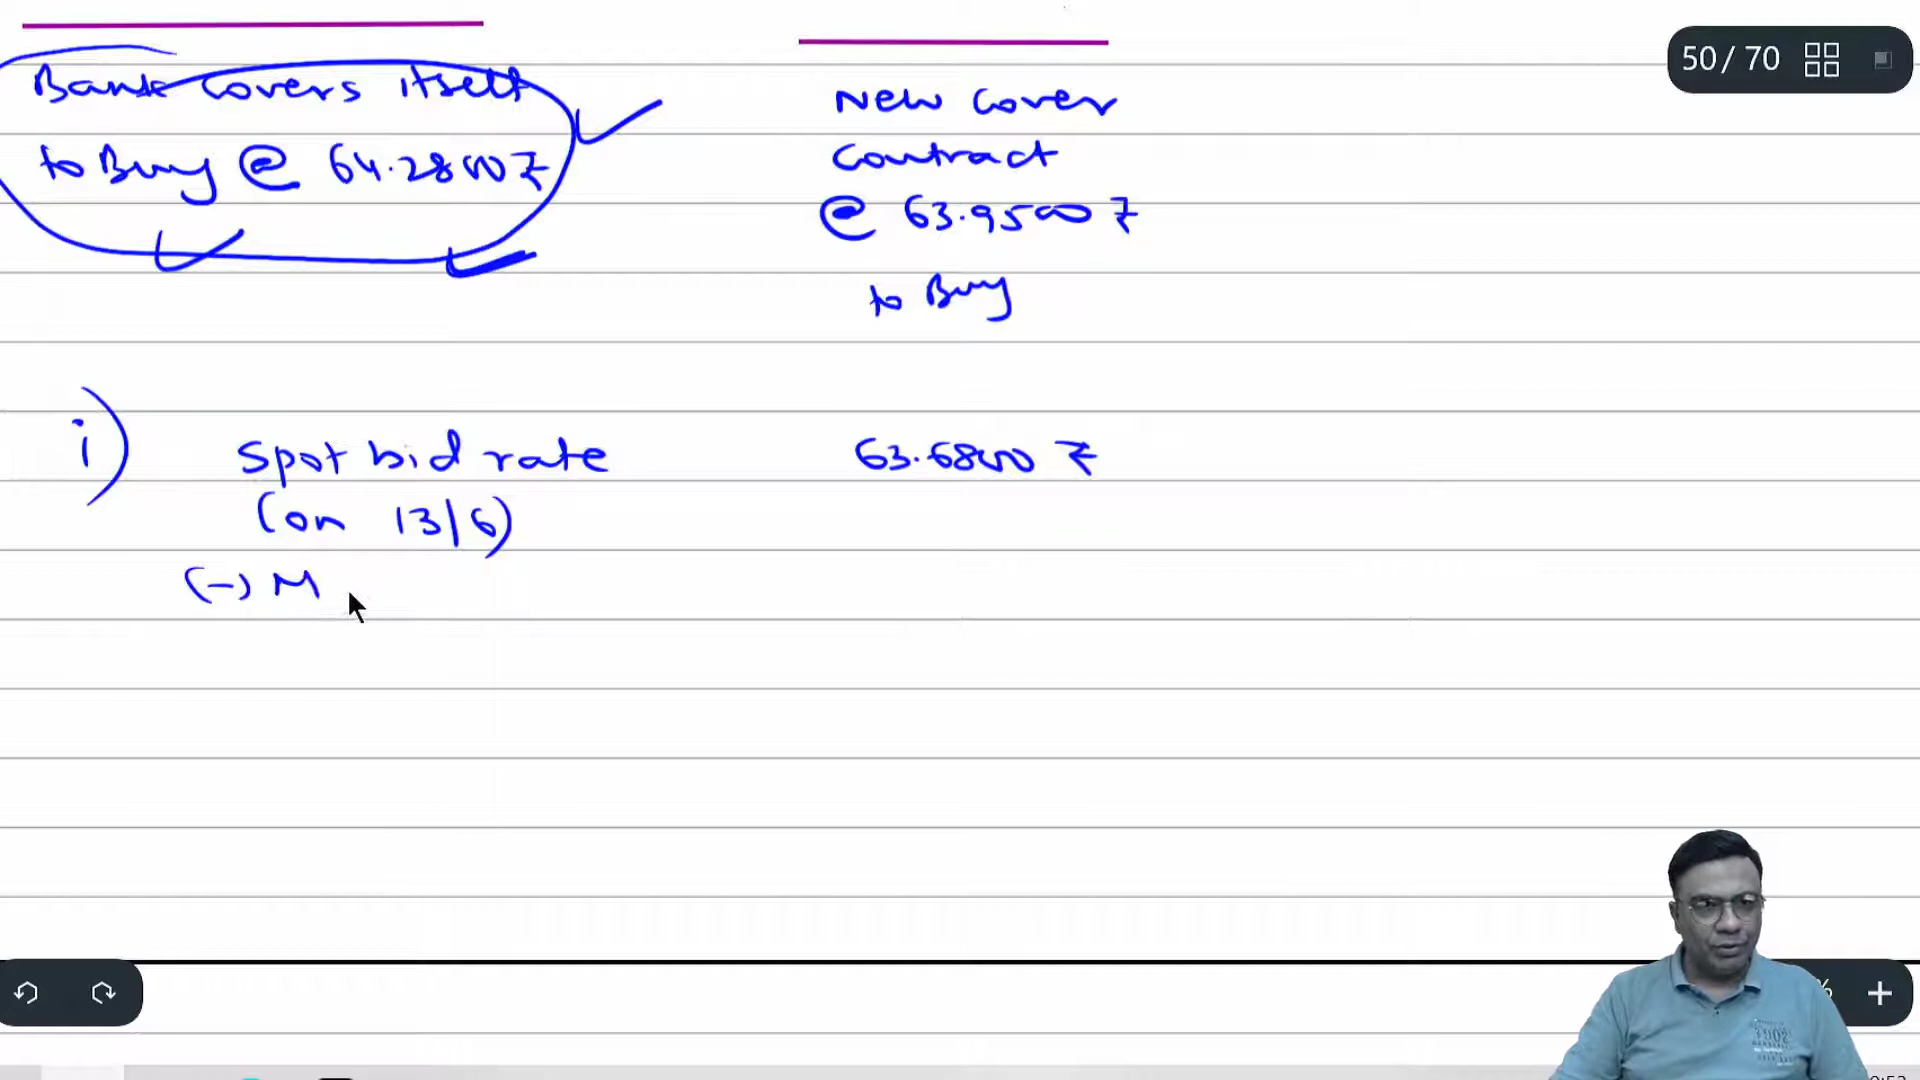 50 / 70
Bank covers itself
to Buy @ 64.2800 ₹
New cover
contract
@ 63.9500 ₹
to Buy
i)
Spot bid rate 63.6800 ₹
(on 13/6)
(-) M